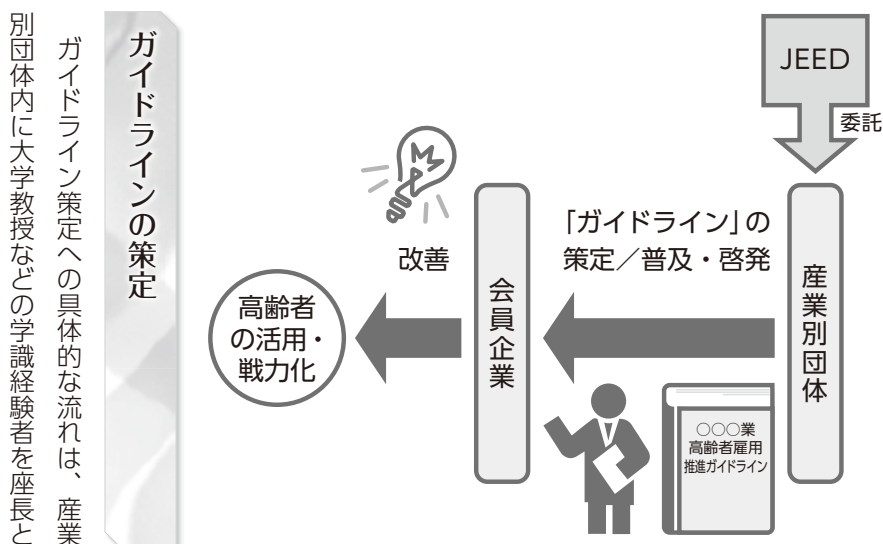 JEED
委託
産業別団体
「ガイドライン」の
策定／普及・啓発
○○○業
高齢者雇用
推進ガイドライン
会員企業
改善
高齢者
の活用・
戦力化
ガイドラインの策定
ガイドライン策定への具体的な流れは、産業
別団体内に大学教授などの学識経験者を座長と